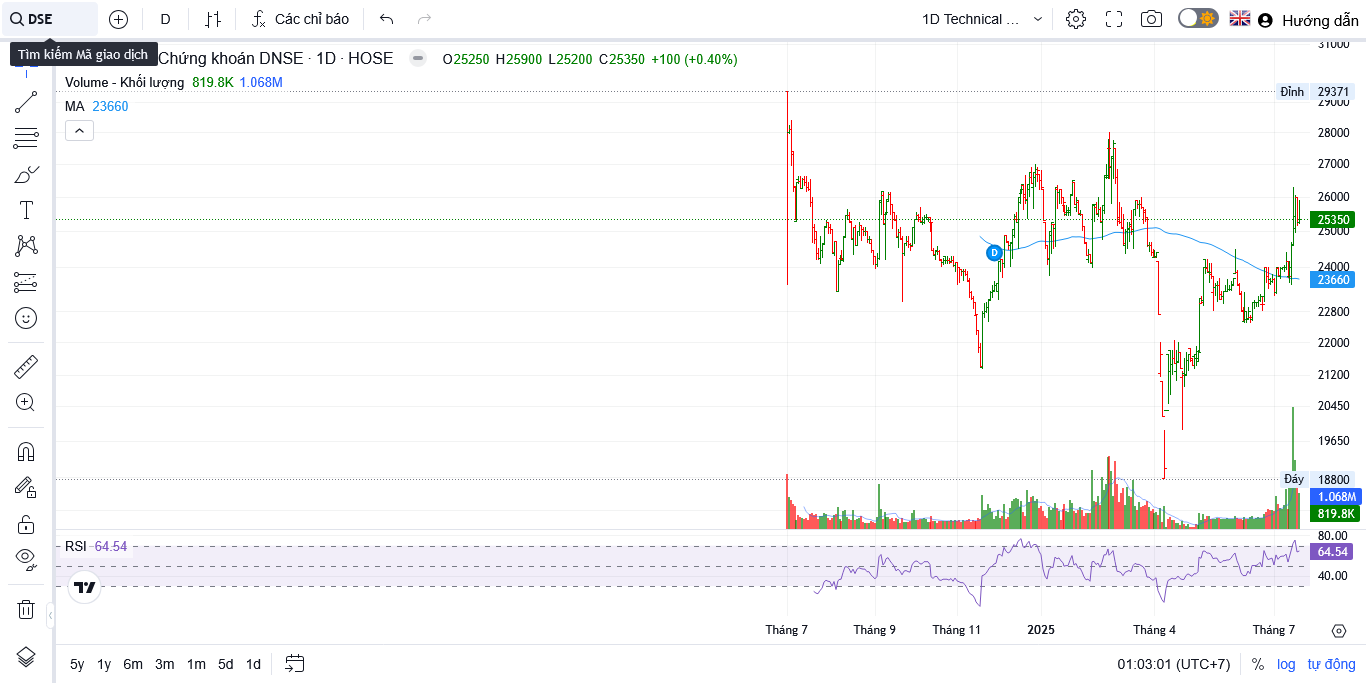 DSE D Các chỉ báo 1D Technical ... Hướng dẫn
Tìm kiếm Mã giao dịch
Chứng khoán DNSE · 1D · HOSE O25250 H25900 L25200 C25350 +100 (+0.40%)
Volume - Khối lượng 819.8K 1.068M
MA 23660
31000
Đỉnh 29371
29000
28000
27000
26000
25350
25000
D
24000
23660
22800
22000
21200
20450
19650
Đáy 18800
1.068M
819.8K
RSI 64.54
80.00
64.54
40.00
Tháng 7 Tháng 9 Tháng 11 2025 Tháng 4 Tháng 7
5y 1y 6m 3m 1m 5d 1d 01:03:01 (UTC+7) % log tự động